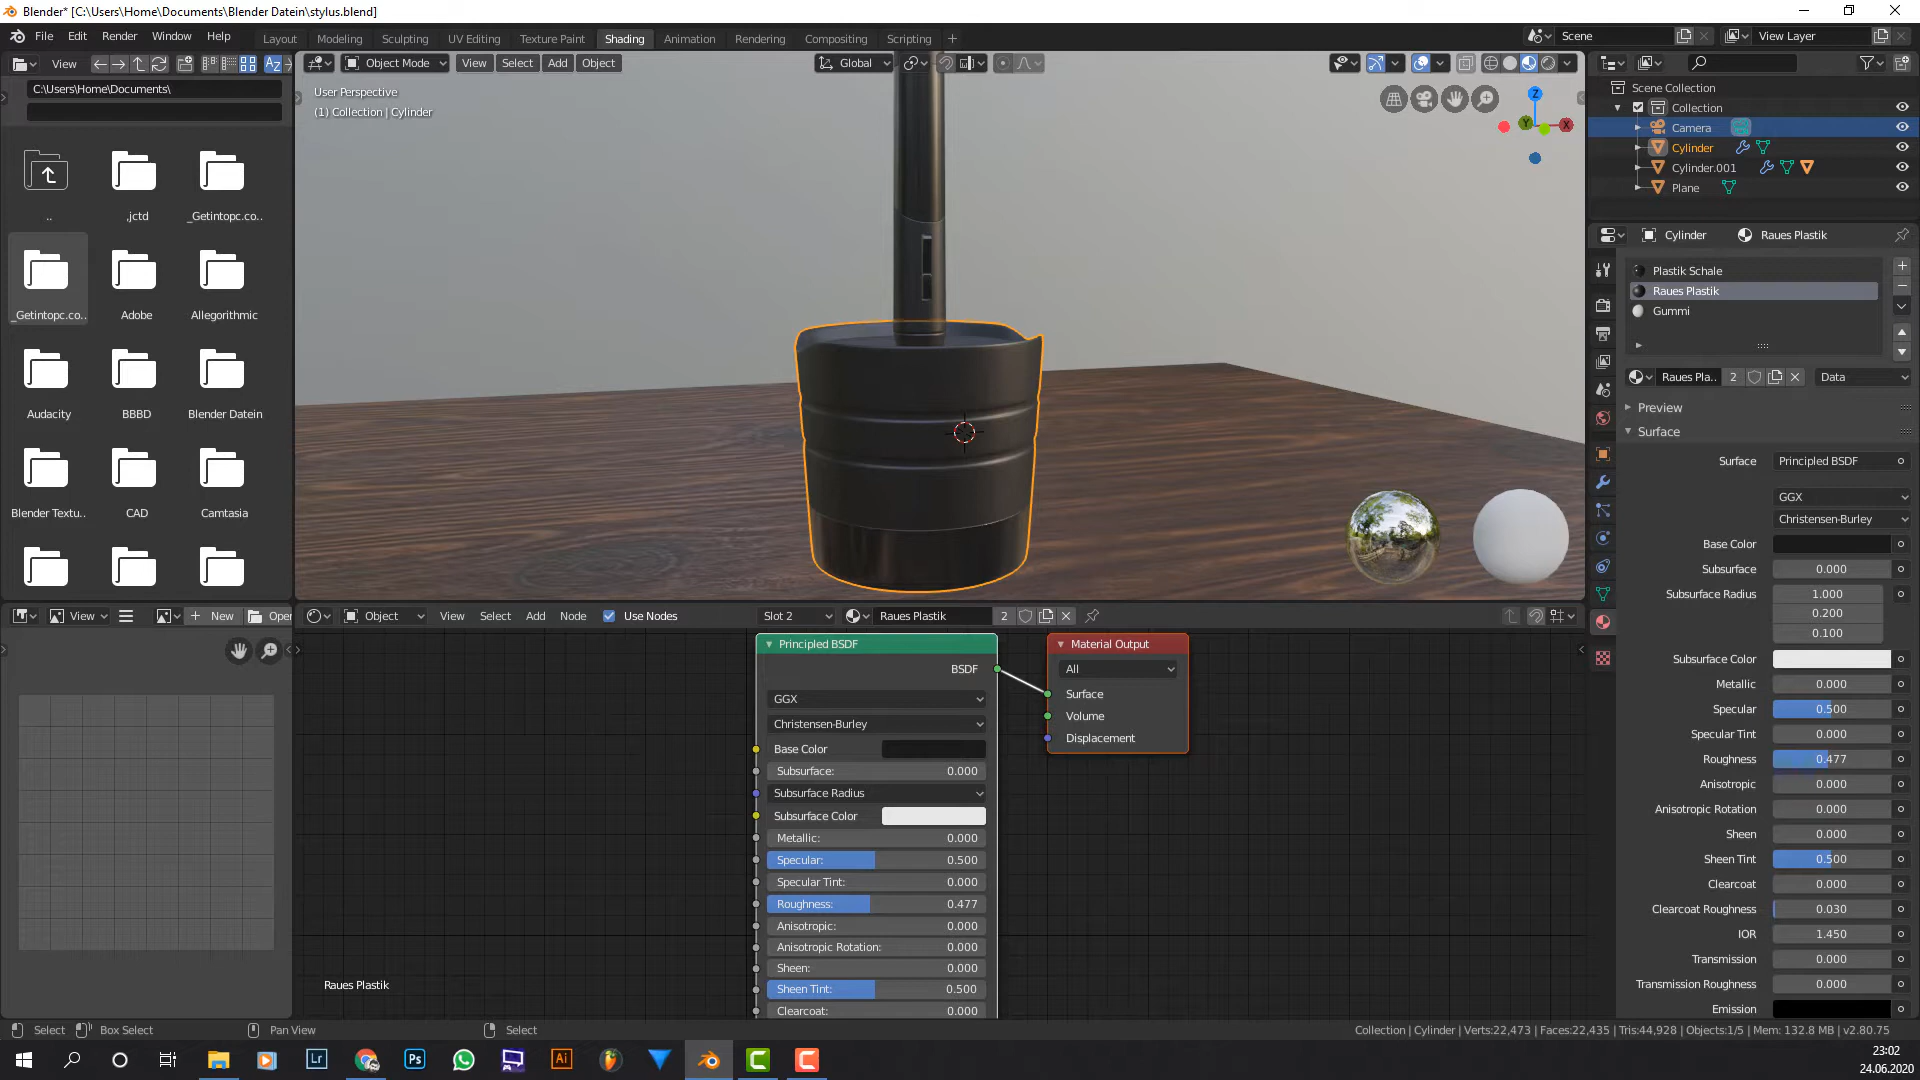 Blender* [C:\Users\Home\Documents\Blender Datein\stylus.blend]
File Edit Render Window Help
Layout Modeling Sculpting UV Editing Texture Paint Shading Animation Rendering Compositing Scripting
Scene View Layer
View
Object Mode View Select Add Object Global
C:\Users\Home\Documents\
User Perspective
(1) Collection | Cylinder
Z
Y
X
..
,jctd
_Getintopc.co..
_Getintopc.co..
Adobe
Allegorithmic
Audacity
BBBD
Blender Datein
Blender Textu..
CAD
Camtasia
Scene Collection
Collection
Camera
Cylinder
Cylinder.001
Plane
Cylinder Raues Plastik
Plastik Schale
Raues Plastik
Gummi
Raues Pla.. 2 Data
Preview
Surface
Surface Principled BSDF
GGX
Christensen-Burley
Base Color
Subsurface 0.000
Subsurface Radius 1.000
0.200
0.100
Subsurface Color
Metallic 0.000
Specular 0.500
Specular Tint 0.000
Roughness 0.477
Anisotropic 0.000
Anisotropic Rotation 0.000
Sheen 0.000
Sheen Tint 0.500
Clearcoat 0.000
Clearcoat Roughness 0.030
IOR 1.450
Transmission 0.000
Transmission Roughness 0.000
Emission
View New Oper
Object View Select Add Node Use Nodes Slot 2 Raues Plastik 2
Principled BSDF
BSDF
GGX
Christensen-Burley
Base Color
Subsurface: 0.000
Subsurface Radius
Subsurface Color
Metallic: 0.000
Specular: 0.500
Specular Tint: 0.000
Roughness: 0.477
Anisotropic: 0.000
Anisotropic Rotation: 0.000
Sheen: 0.000
Sheen Tint: 0.500
Clearcoat: 0.000
Material Output
All
Surface
Volume
Displacement
Raues Plastik
Select Box Select Pan View Select
Collection | Cylinder | Verts:22,473 | Faces:22,435 | Tris:44,928 | Objects:1/5 | Mem: 132.8 MB | v2.80.75
Lr
Ps
Ai
23:02
24.06.2020